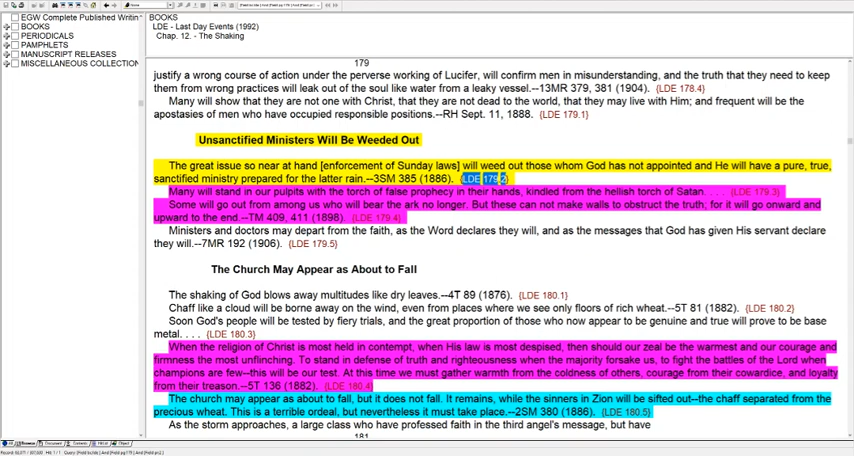 BOOKS
LDE - Last Day Events (1992)
Chap. 12. - The Shaking
EGW Complete Published Writin
BOOKS
PERIODICALS
PAMPHLETS
MANUSCRIPT RELEASES
MISCELLANEOUS COLLECTION
179
justify a wrong course of action under the perverse working of Lucifer, will confirm men in misunderstanding, and the truth that they need to keep
them from wrong practices will leak out of the soul like water from a leaky vessel.--13MR 379, 381 (1904). {LDE 178.4}
Many will show that they are not one with Christ, that they are not dead to the world, that they may live with Him; and frequent will be the
apostasies of men who have occupied responsible positions.--RH Sept. 11, 1888. {LDE 179.1}
Unsanctified Ministers Will Be Weeded Out
The great issue so near at hand [enforcement of Sunday laws] will weed out those whom God has not appointed and He will have a pure, true,
sanctified ministry prepared for the latter rain.--3SM 385 (1886). {LDE 179.2}
Many will stand in our pulpits with the torch of false prophecy in their hands, kindled from the hellish torch of Satan. . . . {LDE 179.3}
Some will go out from among us who will bear the ark no longer. But these can not make walls to obstruct the truth; for it will go onward and
upward to the end.--TM 409, 411 (1898). {LDE 179.4}
Ministers and doctors may depart from the faith, as the Word declares they will, and as the messages that God has given His servant declare
they will.--7MR 192 (1906). {LDE 179.5}
The Church May Appear as About to Fall
The shaking of God blows away multitudes like dry leaves.--4T 89 (1876). {LDE 180.1}
Chaff like a cloud will be borne away on the wind, even from places where we see only floors of rich wheat.--5T 81 (1882). {LDE 180.2}
Soon God's people will be tested by fiery trials, and the great proportion of those who now appear to be genuine and true will prove to be base
metal. . . . {LDE 180.3}
When the religion of Christ is most held in contempt, when His law is most despised, then should our zeal be the warmest and our courage and
firmness the most unflinching. To stand in defense of truth and righteousness when the majority forsake us, to fight the battles of the Lord when
champions are few--this will be our test. At this time we must gather warmth from the coldness of others, courage from their cowardice, and loyalty
from their treason.--5T 136 (1882). {LDE 180.4}
The church may appear as about to fall, but it does not fall. It remains, while the sinners in Zion will be sifted out--the chaff separated from the
precious wheat. This is a terrible ordeal, but nevertheless it must take place.--2SM 380 (1886). {LDE 180.5}
As the storm approaches, a large class who have professed faith in the third angel's message, but have
181
All Browse Document Contents Hit List Object